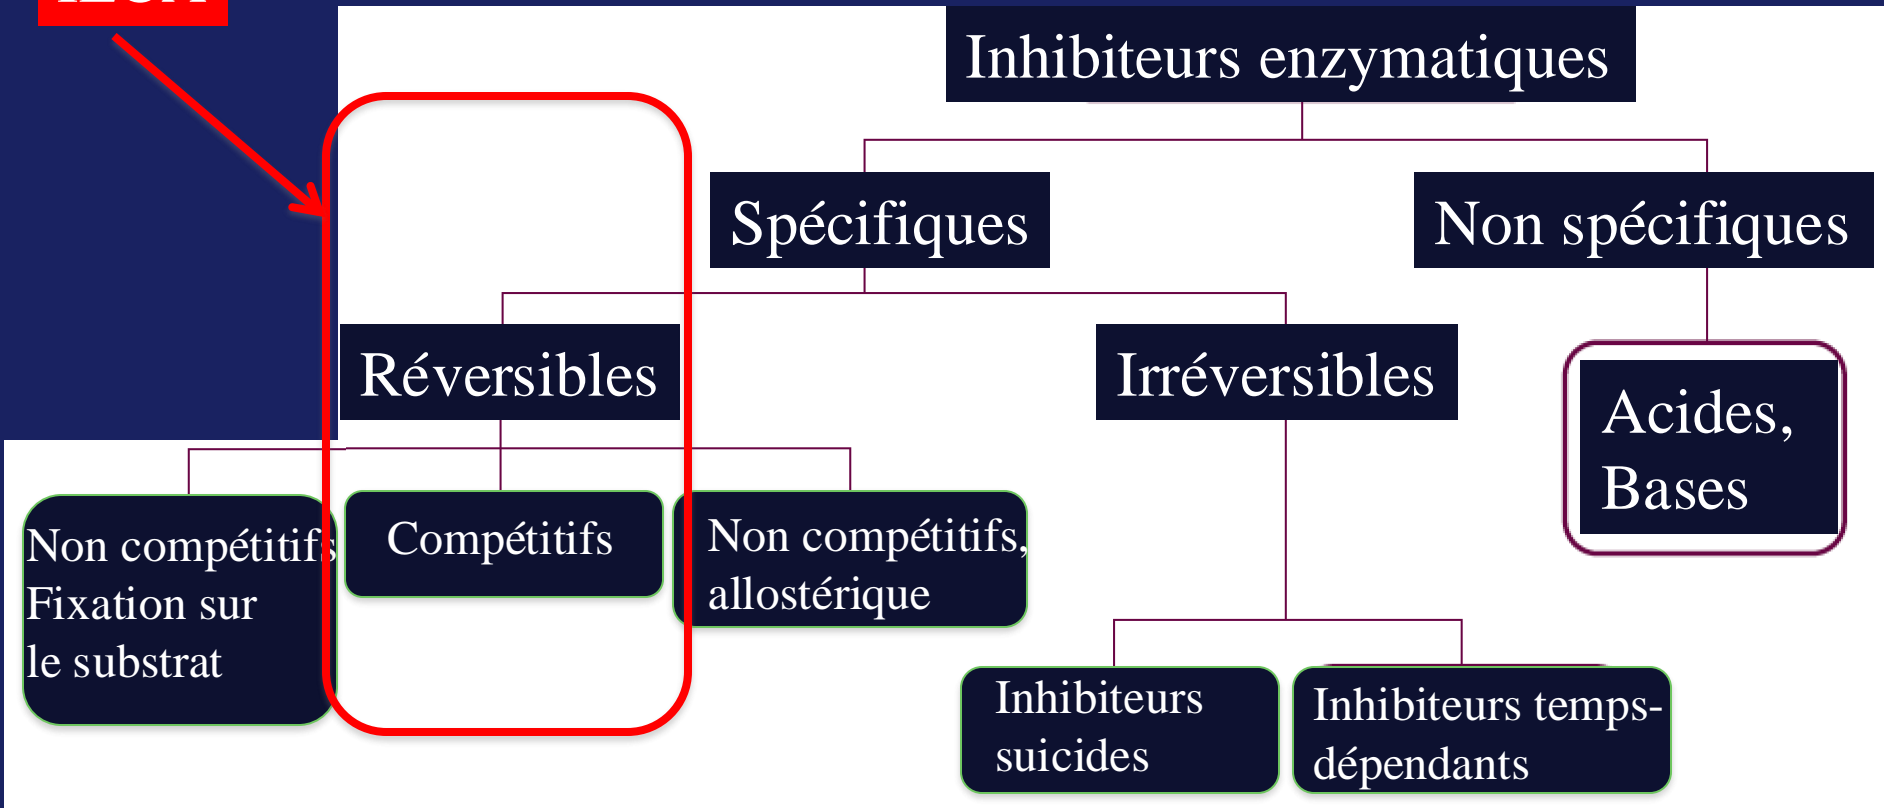 Inhibiteurs enzymatiques
Spécifiques
Non spécifiques
Réversibles
Irréversibles
Acides,
Bases
Non compétitifs
Fixation sur
le substrat
Compétitifs
Non compétitifs,
allostérique
Inhibiteurs
suicides
Inhibiteurs temps-
dépendants